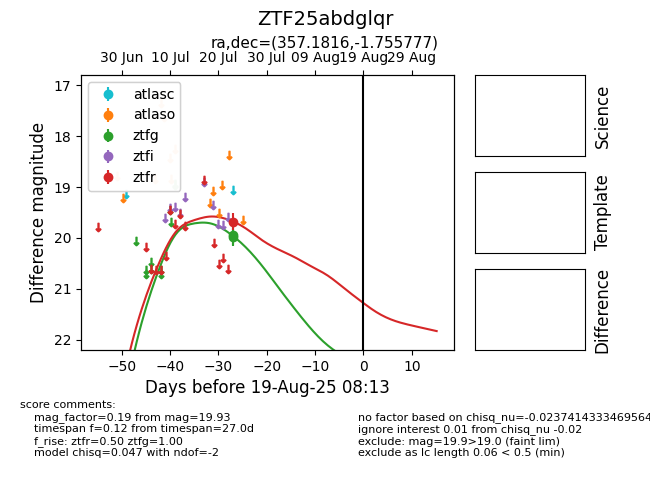 ZTF25abdglqr
ra,dec=(357.1816,-1.755777)
30 Jun 10 Jul 20 Jul 30 Jul 09 Aug 19 Aug 29 Aug
17
18
19
20
21
22
Difference magnitude
atlasc
atlaso
ztfg
ztfi
ztfr
−50 −40 −30 −20 −10 0 10
Days before 19-Aug-25 08:13
Science
Template
Difference
score comments:
mag_factor=0.19 from mag=19.93
timespan f=0.12 from timespan=27.0d
f_rise: ztfr=0.50 ztfg=1.00
model chisq=0.047 with ndof=-2
no factor based on chisq_nu=-0.0237414333469564
ignore interest 0.01 from chisq_nu -0.02
exclude: mag=19.9>19.0 (faint lim)
exclude as lc length 0.06 < 0.5 (min)